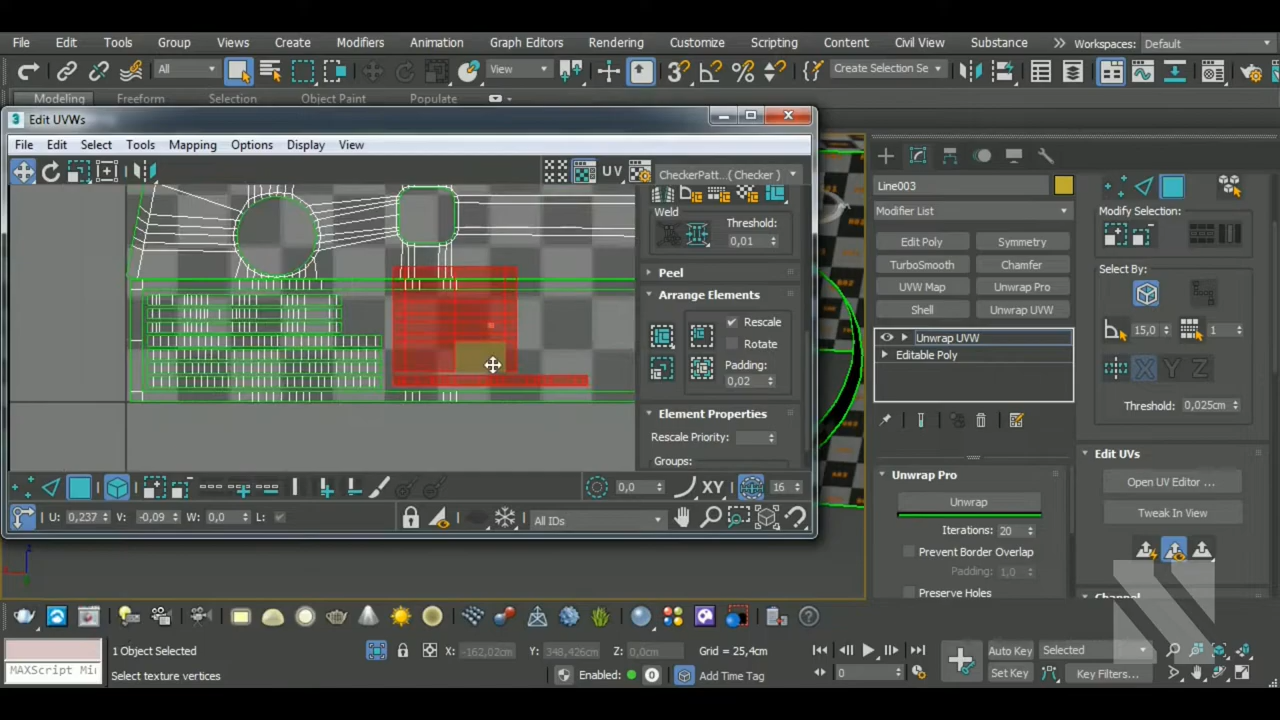 File Edit Tools Group Views Create Modifiers Animation Graph Editors Rendering Customize Scripting Content Civil View Substance Workspaces: Default
All View Create Selection Se
Modeling Freeform Selection Object Paint Populate
3 Edit UVWs
File Edit Select Tools Mapping Options Display View
UV CheckerPatt...( Checker )
Weld Threshold:
0,01
Peel
Arrange Elements
Rescale
Rotate
Padding:
0,02
Element Properties
Rescale Priority:
Groups:
0,0 XY 16
U: 0,237 V: -0,09 W: 0,0 L: All IDs
Line003
Modifier List
Edit Poly Symmetry
TurboSmooth Chamfer
UVW Map Unwrap Pro
Shell Unwrap UVW
Unwrap UVW
Editable Poly
Unwrap Pro
Unwrap
Iterations: 20
Prevent Border Overlap
Padding: 1,0
Preserve Holes
Modify Selection:
Select By:
15,0 1
X Y Z
Threshold: 0,025cm
Edit UVs
Open UV Editor ...
Tweak In View
Channel
1 Object Selected X: -162,02cm Y: 348,426cm Z: 0,0cm Grid = 25,4cm Auto Key Selected
MAXScript Mi Select texture vertices Enabled: 0 Add Time Tag 0 Set Key Key Filters...